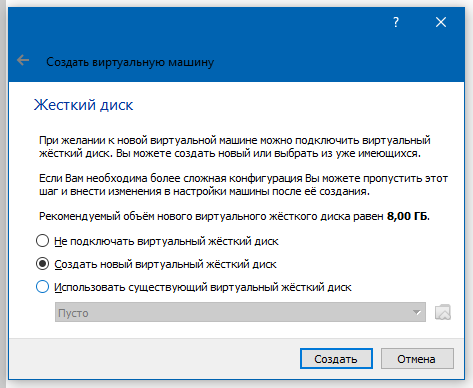 ?
Создать виртуальную машину
Жесткий диск
При желании к новой виртуальной машине можно подключить виртуальный
жёсткий диск. Вы можете создать новый или выбрать из уже имеющихся.
Если Вам необходима более сложная конфигурация Вы можете пропустить этот
шаг и внести изменения в настройки машины после её создания.
Рекомендуемый объём нового виртуального жёсткого диска равен 8,00 ГБ.
Не подключать виртуальный жёсткий диск
Создать новый виртуальный жёсткий диск
Использовать существующий виртуальный жёсткий диск
Пусто
Создать Отмена